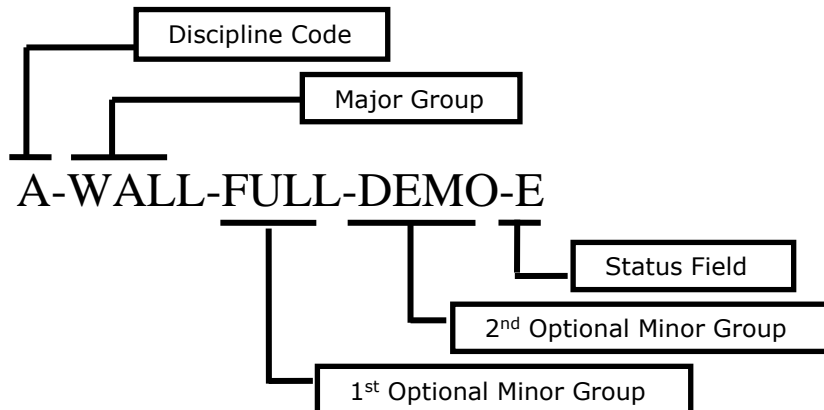 Discipline Code
Major Group
A-WALL-FULL-DEMO-E
Status Field
2nd Optional Minor Group
1st Optional Minor Group